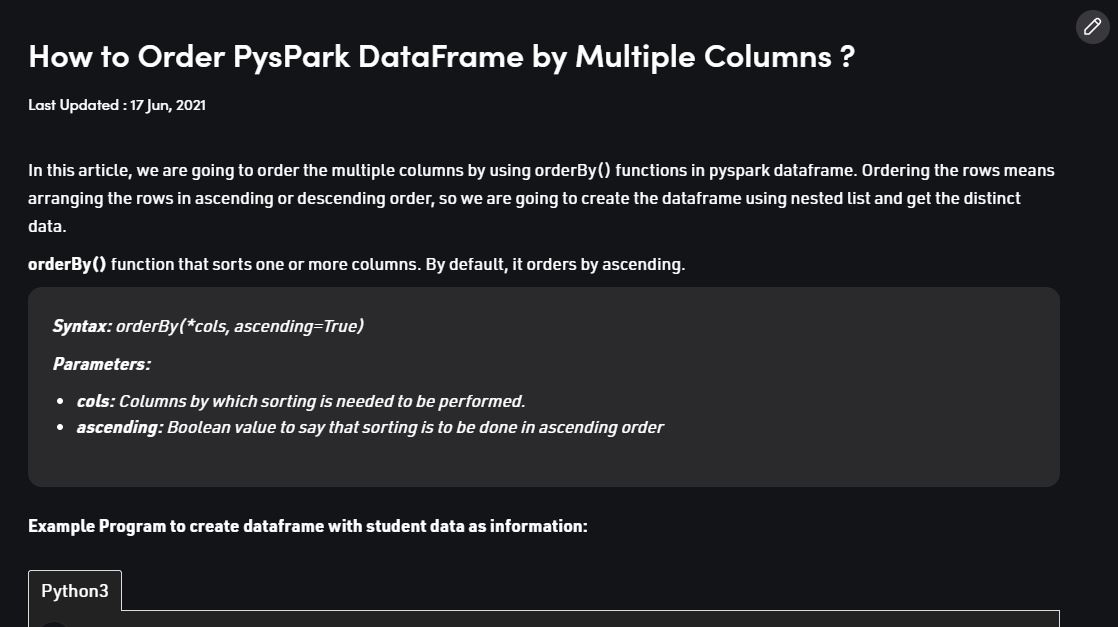 How to Order PysPark DataFrame by Multiple Columns ?
Last Updated : 17 Jun, 2021
In this article, we are going to order the multiple columns by using orderBy() functions in pyspark dataframe. Ordering the rows means
arranging the rows in ascending or descending order, so we are going to create the dataframe using nested list and get the distinct
data.
orderBy() function that sorts one or more columns. By default, it orders by ascending.
Syntax: orderBy(*cols, ascending=True)
Parameters:
• cols: Columns by which sorting is needed to be performed.
• ascending: Boolean value to say that sorting is to be done in ascending order
Example Program to create dataframe with student data as information:
Python3